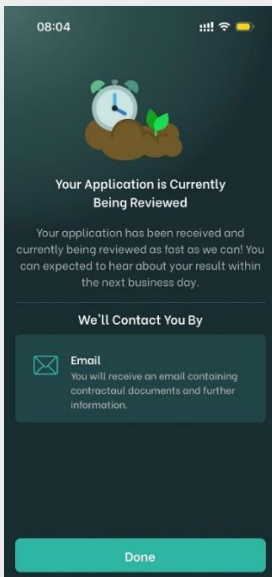 08:04
Your Application is Currently
Being Reviewed
Your application has been received and
currently being reviewed as fast as we can! You
can expected to hear about your result within
the next business day.
We'll Contact You By
Email
You will receive an email containing
contractaul documents and further
information.
Done